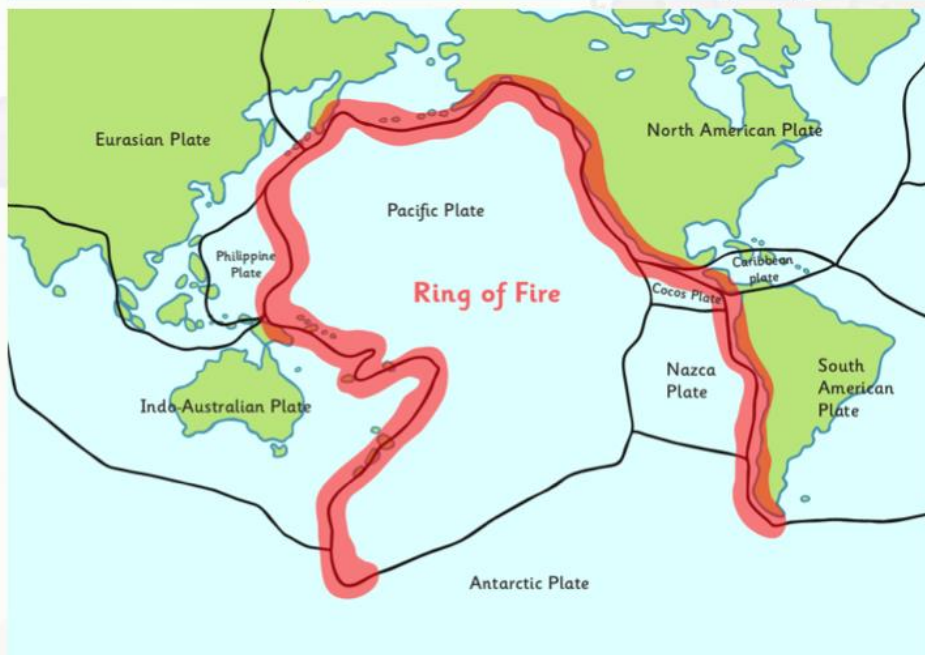 Eurasian Plate
North American Plate
Pacific Plate
Philippine
Plate
Caribbean
plate
Ring of Fire
Cocos Plate
Nazca
Plate
South
American
Plate
Indo-Australian Plate
Antarctic Plate